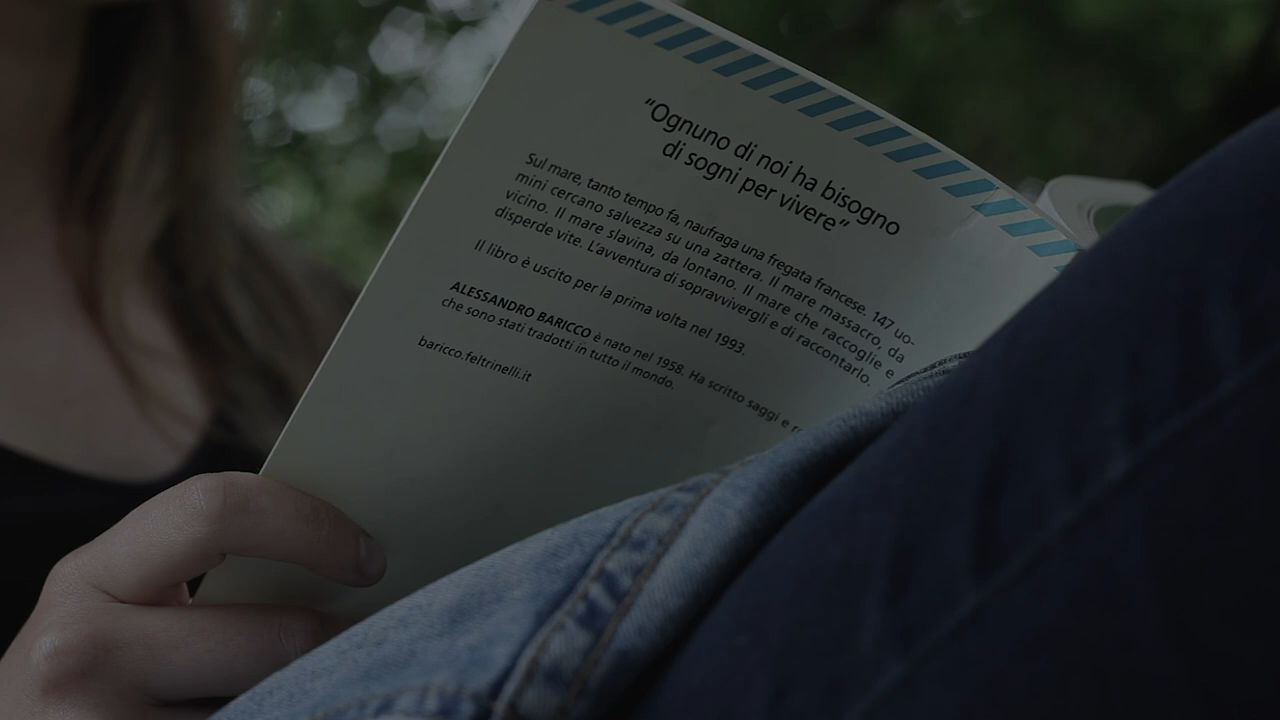 “Ognuno di noi ha bisogno
di sogni per vivere”
Sul mare, tanto tempo fa, naufraga una fregata francese. 147 uo-
mini cercano salvezza su una zattera. Il mare massacro, da
vicino. Il mare slavina, da lontano. Il mare che raccoglie e
disperde vite. L’avventura di sopravvivergli e di raccontarlo.
Il libro è uscito per la prima volta nel 1993.
ALESSANDRO BARICCO è nato nel 1958. Ha scritto saggi e
che sono stati tradotti in tutto il mondo.
baricco.feltrinelli.it